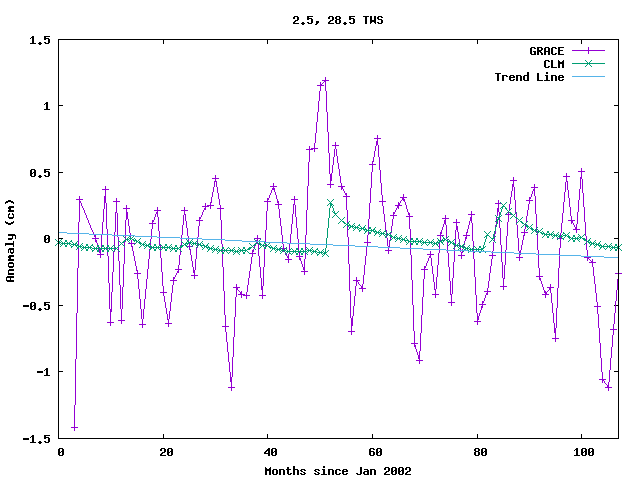 2.5, 28.5 TWS
GRACE
CLM
Trend Line
1.5
1
0.5
0
-0.5
-1
-1.5
Anomaly (cm)
0 20 40 60 80 100
Months since Jan 2002